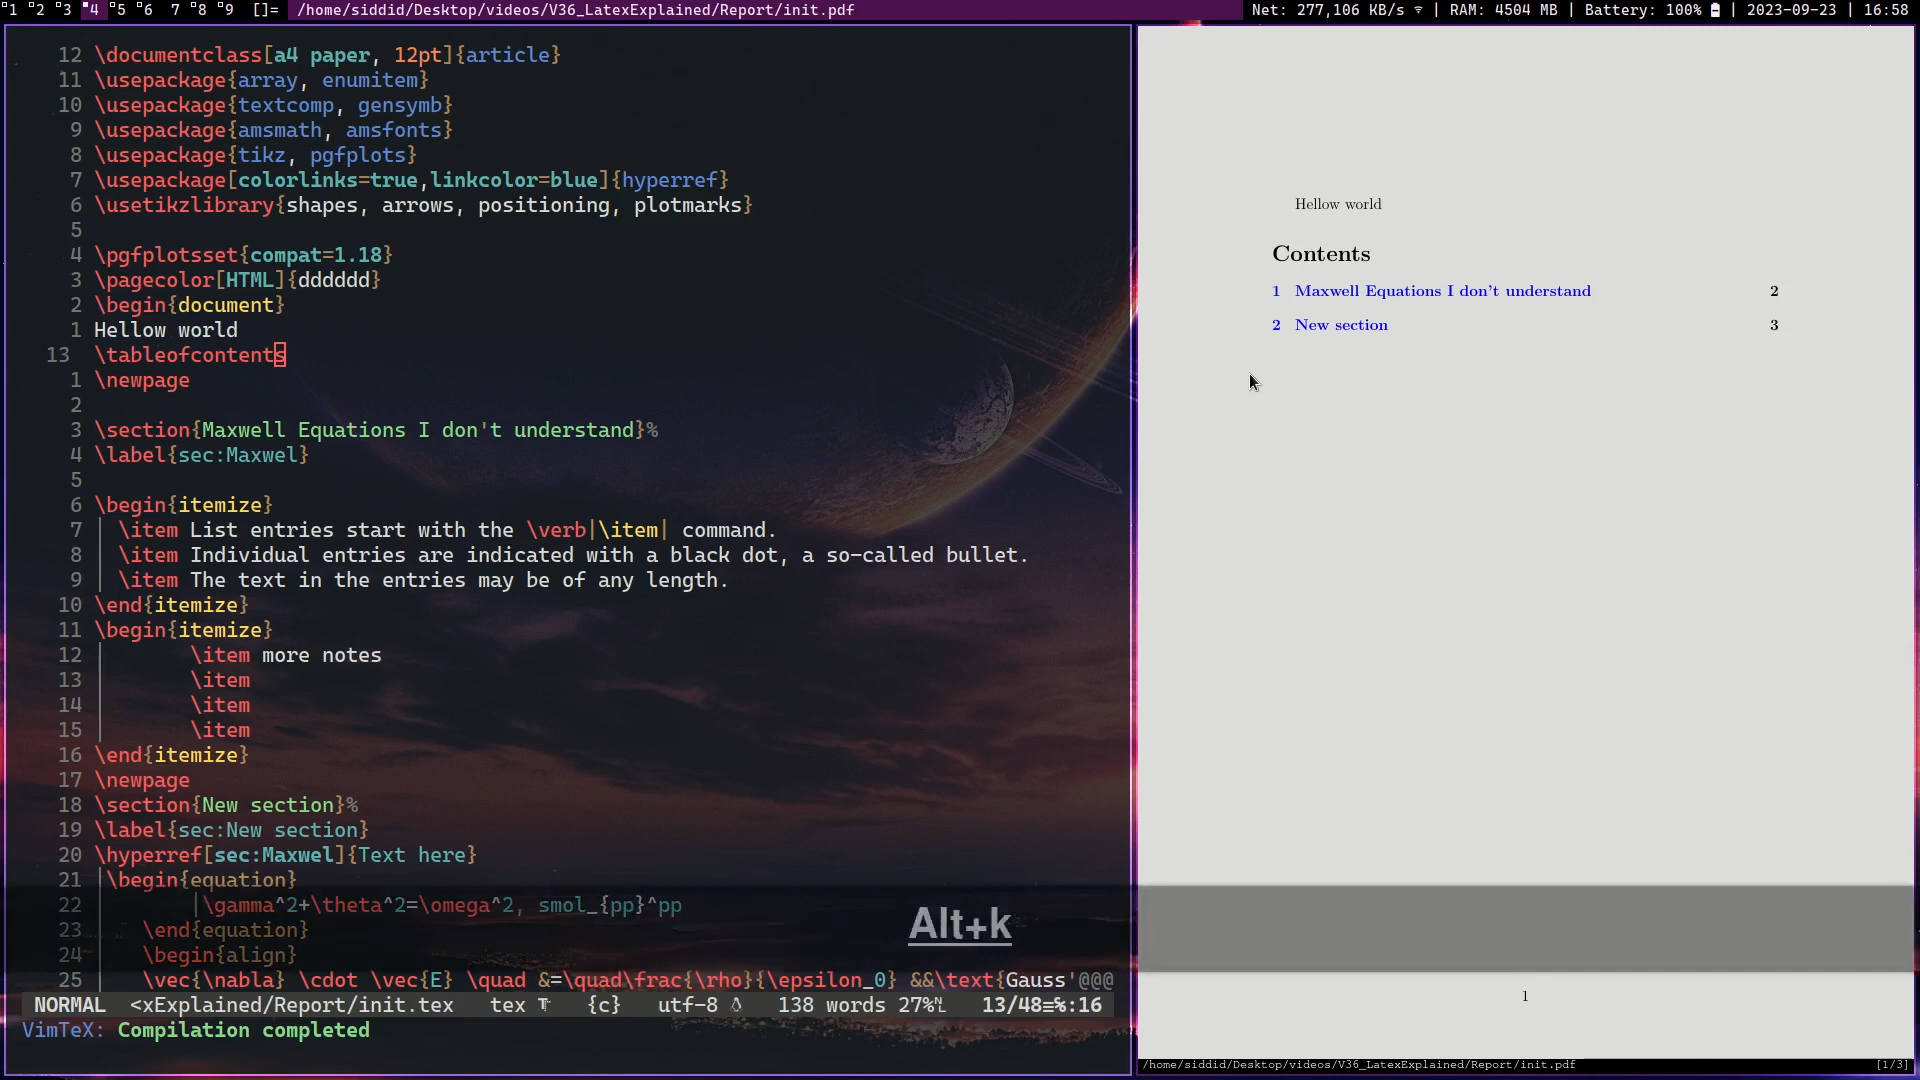 1 2 3 4 5 6 7 8 9 []= /home/siddid/Desktop/videos/V36_LatexExplained/Report/init.pdf Net: 277,106 KB/s | RAM: 4504 MB | Battery: 100% | 2023-09-23 | 16:58
12 \documentclass[a4 paper, 12pt]{article}
11 \usepackage{array, enumitem}
10 \usepackage{textcomp, gensymb}
9 \usepackage{amsmath, amsfonts}
8 \usepackage{tikz, pgfplots}
7 \usepackage[colorlinks=true,linkcolor=blue]{hyperref}
6 \usetikzlibrary{shapes, arrows, positioning, plotmarks}
5
4 \pgfplotsset{compat=1.18}
3 \pagecolor[HTML]{dddddd}
2 \begin{document}
1 Hellow world
13 \tableofcontents
1 \newpage
2
3 \section{Maxwell Equations I don't understand}%
4 \label{sec:Maxwel}
5
6 \begin{itemize}
7 \item List entries start with the \verb|\item| command.
8 \item Individual entries are indicated with a black dot, a so-called bullet.
9 \item The text in the entries may be of any length.
10 \end{itemize}
11 \begin{itemize}
12 \item more notes
13 \item
14 \item
15 \item
16 \end{itemize}
17 \newpage
18 \section{New section}%
19 \label{sec:New section}
20 \hyperref[sec:Maxwel]{Text here}
21 \begin{equation}
22 \gamma^2+\theta^2=\omega^2, smol_{pp}^pp
23 \end{equation}
24 \begin{align}
25 \vec{\nabla} \cdot \vec{E} \quad &=\quad\frac{\rho}{\epsilon_0} &&\text{Gauss'@@@
NORMAL <xExplained/Report/init.tex tex {c} utf-8 138 words 27% 13/48≡℅:16
VimTeX: Compilation completed
Alt+k
Hellow world
Contents
1 Maxwell Equations I don't understand 2
2 New section 3
1
/home/siddid/Desktop/videos/V36_LatexExplained/Report/init.pdf [1/3]